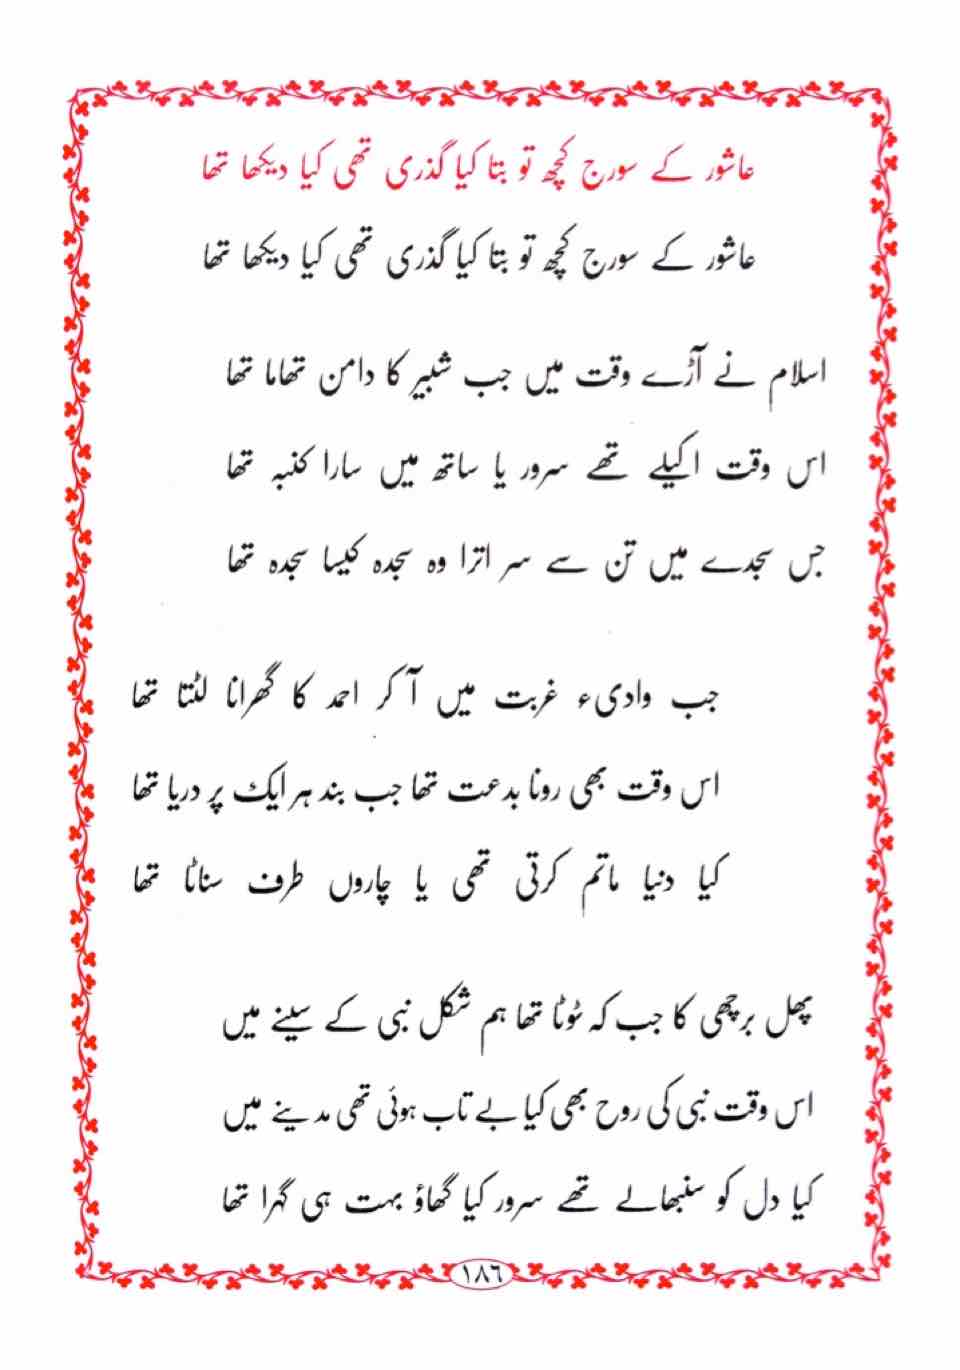 عاشور کے سورج کچھ تو بتا کیا گذری تھی کیا دیکھا تھا
عاشور کے سورج کچھ تو بتا کیا گذری تھی کیا دیکھا تھا
اسلام نے آڑے وقت میں جب شبیر کا دامن تھاما تھا
اس وقت اکیلے تھے سرور یا ساتھ میں سارا کنبہ تھا
جس سجدے میں تن سے سر اترا وہ سجدہ کیسا سجدہ تھا
جب وادیء غربت میں آ کر احمد کا گھرانا لٹتا تھا
اس وقت بھی رونا بدعت تھا جب بند ہر ایک پر دریا تھا
کیا دنیا ماتم کرتی تھی یا چاروں طرف سناٹا تھا
پھل برچھی کا جب کہ ٹوٹا تھا ہم شکل نبی کے سینے میں
اس وقت نبی کی روح بھی کیا بے تاب ہوئی تھی مدینے میں
کیا دل کو سنبھالے تھے سرور کیا گھاؤ بہت ہی گہرا تھا
۱۸۶